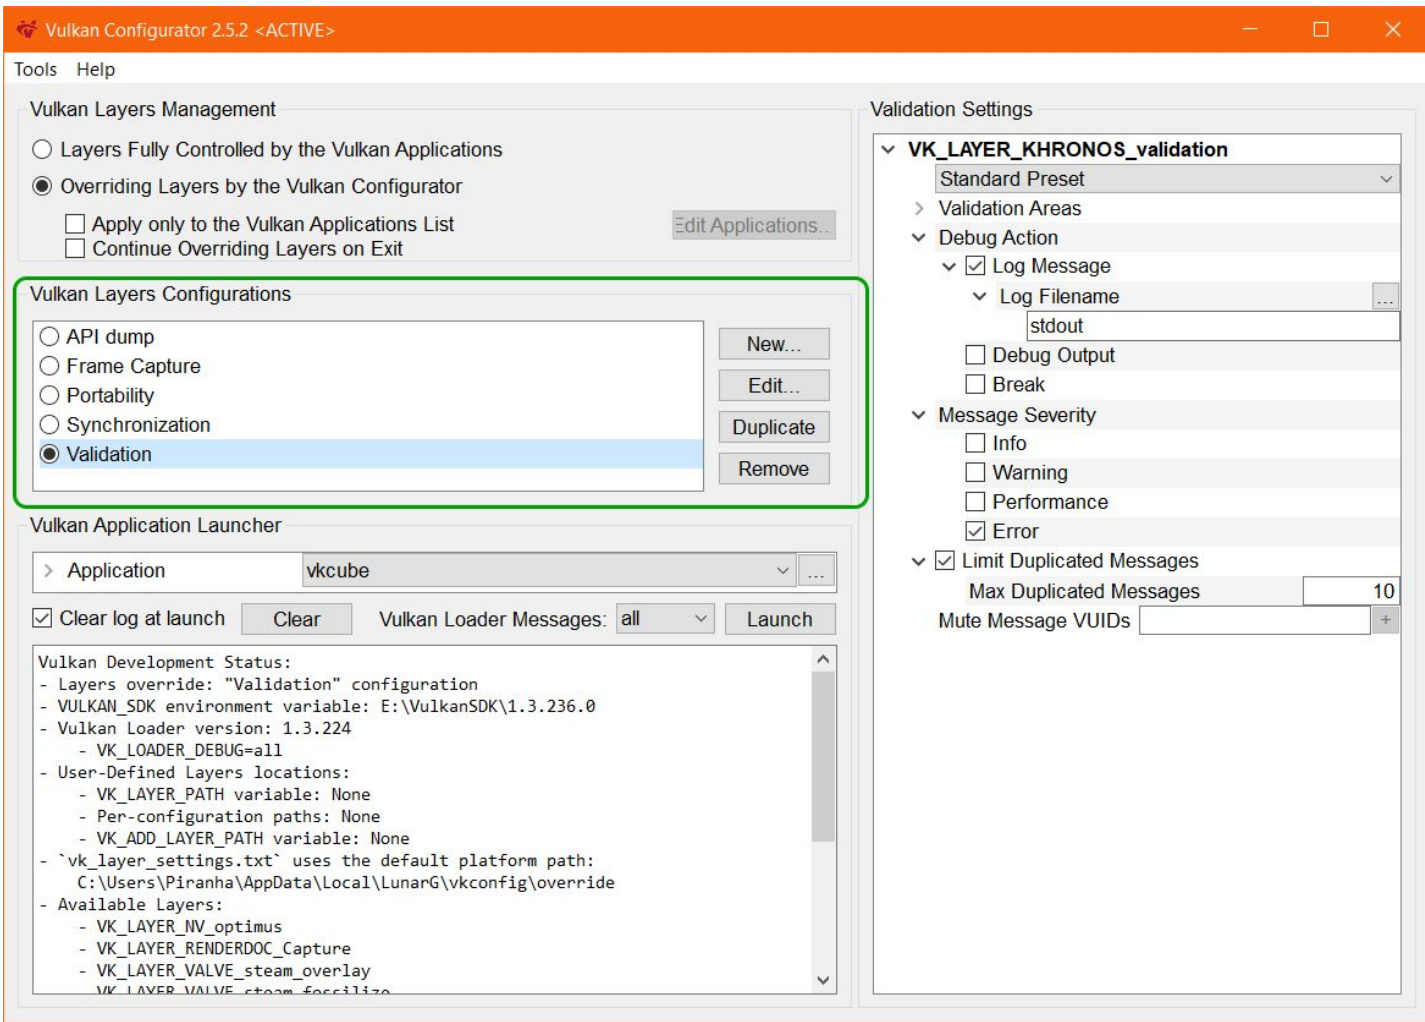 Vulkan Configurator 2.5.2 <ACTIVE>
Tools Help
Vulkan Layers Management
Layers Fully Controlled by the Vulkan Applications
Overriding Layers by the Vulkan Configurator
Apply only to the Vulkan Applications List
Edit Applications...
Continue Overriding Layers on Exit
Vulkan Layers Configurations
API dump
Frame Capture
Portability
Synchronization
Validation
New...
Edit...
Duplicate
Remove
Vulkan Application Launcher
Application vkcube ...
Clear log at launch Clear Vulkan Loader Messages: all Launch
Vulkan Development Status:
- Layers override: "Validation" configuration
- VULKAN_SDK environment variable: E:\VulkanSDK\1.3.236.0
- Vulkan Loader version: 1.3.224
- VK_LOADER_DEBUG=all
- User-Defined Layers locations:
- VK_LAYER_PATH variable: None
- Per-configuration paths: None
- VK_ADD_LAYER_PATH variable: None
- `vk_layer_settings.txt` uses the default platform path:
C:\Users\Piranha\AppData\Local\LunarG\vkconfig\override
- Available Layers:
- VK_LAYER_NV_optimus
- VK_LAYER_RENDERDOC_Capture
- VK_LAYER_VALVE_steam_overlay
- VK_LAYER_VALVE_steam_fossilize
Validation Settings
VK_LAYER_KHRONOS_validation
Standard Preset
Validation Areas
Debug Action
Log Message
Log Filename ...
stdout
Debug Output
Break
Message Severity
Info
Warning
Performance
Error
Limit Duplicated Messages
Max Duplicated Messages 10
Mute Message VUIDs +